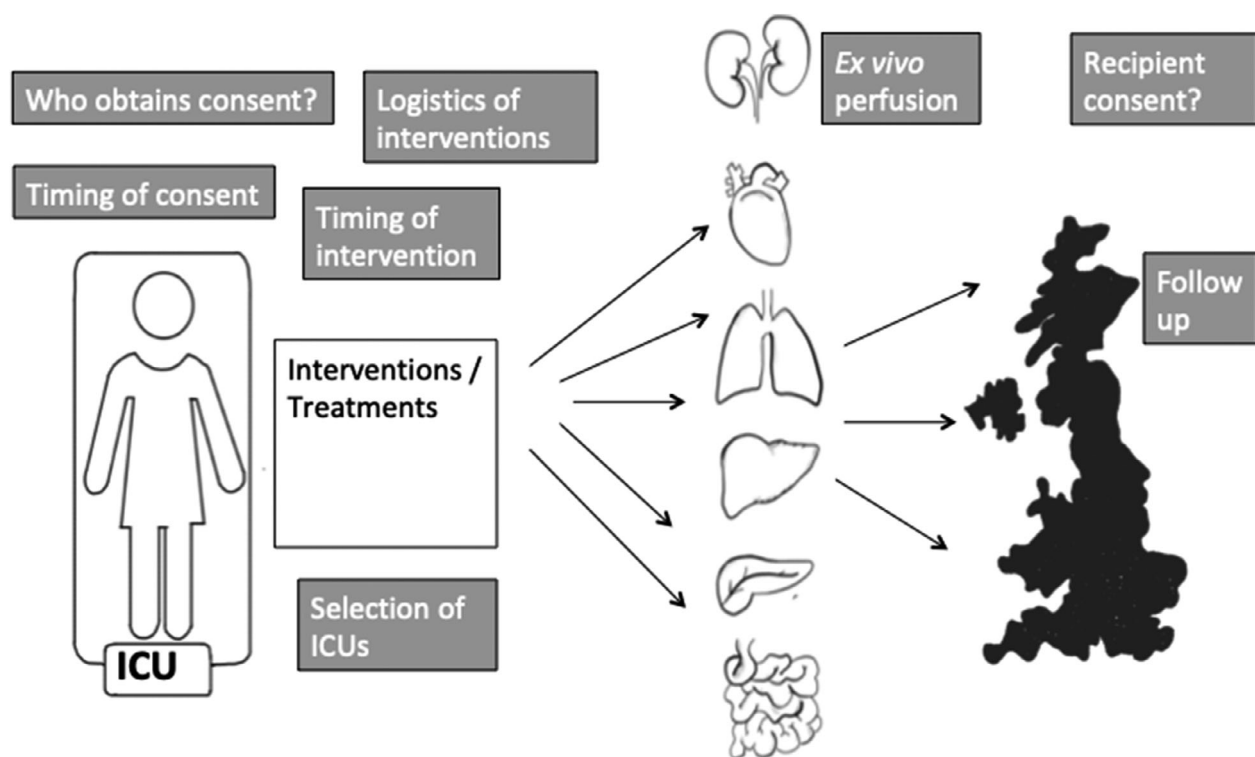 Who obtains consent?
Logistics of
interventions
Timing of consent
Timing of
intervention
Interventions /
Treatments
Selection of
ICUs
ICU
Ex vivo
perfusion
Recipient
consent?
Follow
up